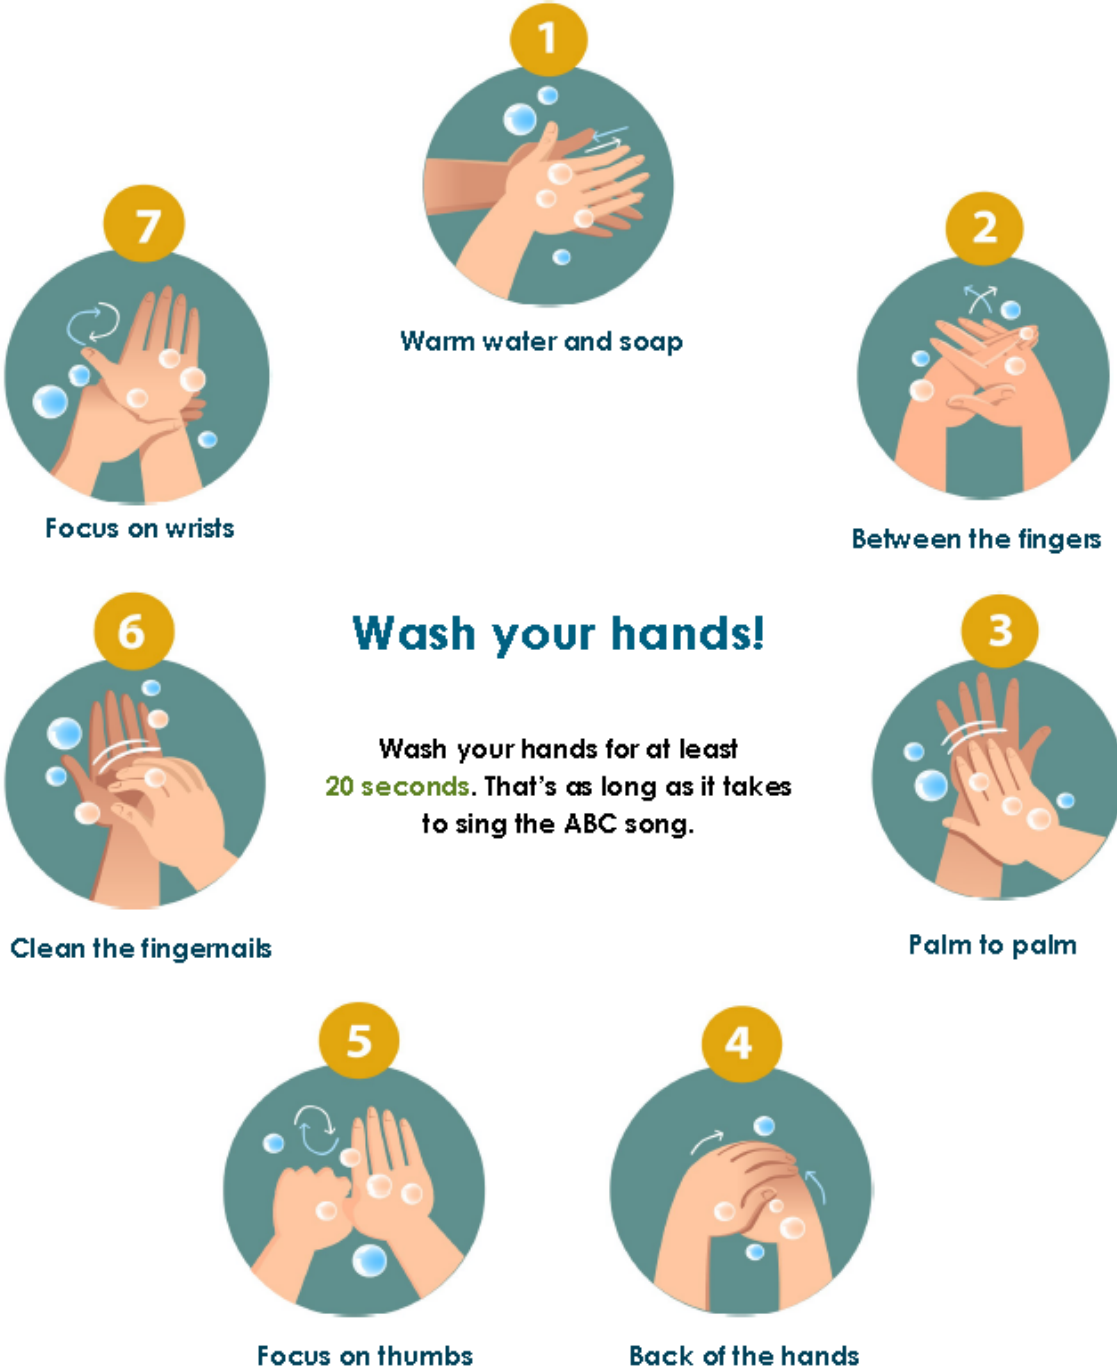 1
Warm water and soap
2
Between the fingers
3
Palm to palm
4
Back of the hands
5
Focus on thumbs
6
Clean the fingernails
7
Focus on wrists
Wash your hands!
Wash your hands for at least
20 seconds. That's as long as it takes
to sing the ABC song.